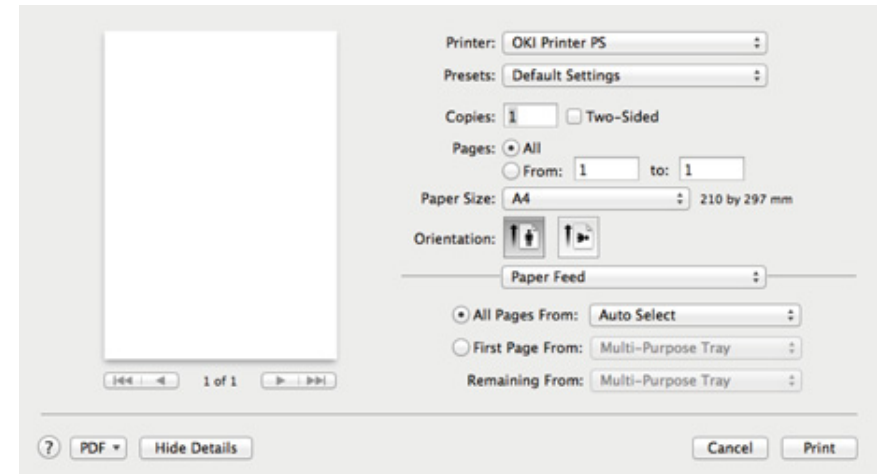 Printer: OKI Printer PS
Presets: Default Settings
Copies: 1 Two-Sided
Pages: All
From: 1 to: 1
Paper Size: A4 210 by 297 mm
Orientation:
Paper Feed
All Pages From: Auto Select
First Page From: Multi-Purpose Tray
Remaining From: Multi-Purpose Tray
1 of 1
? PDF Hide Details Cancel Print